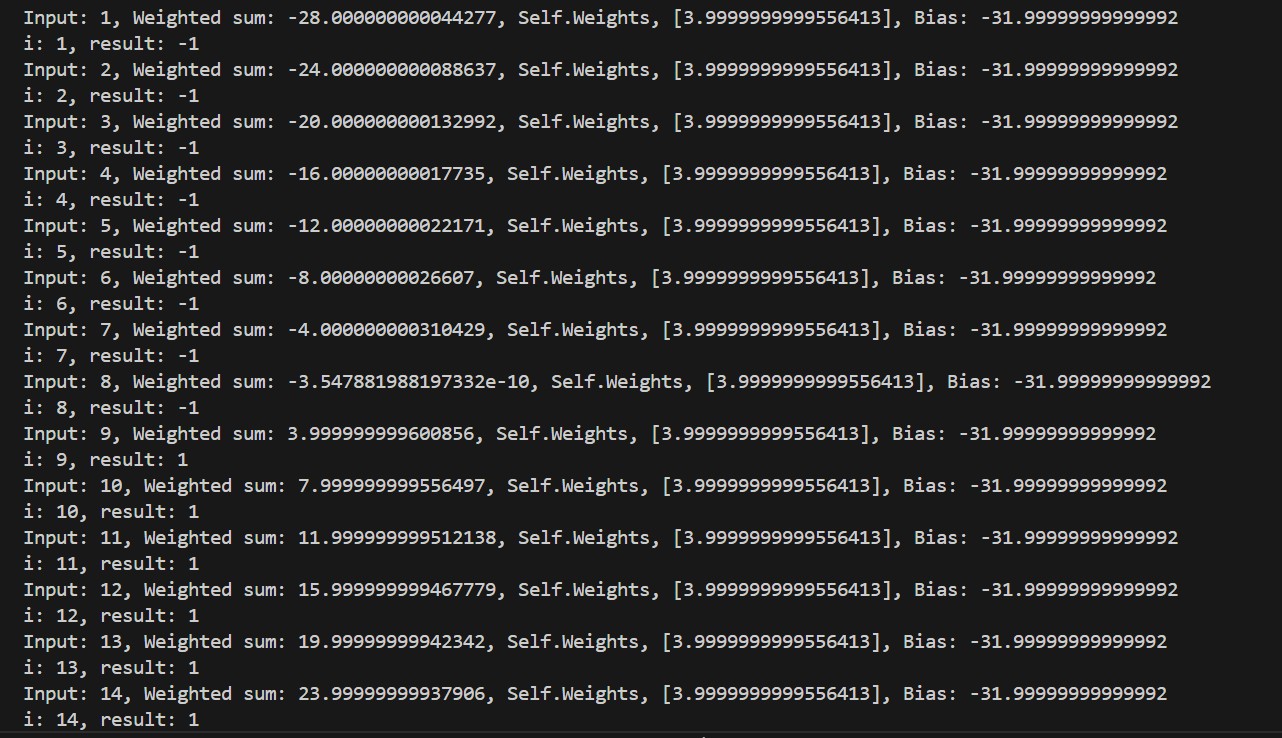 Input: 1, Weighted sum: -28.000000000044277, Self.Weights, [3.9999999999556413], Bias: -31.99999999999992
i: 1, result: -1
Input: 2, Weighted sum: -24.000000000088637, Self.Weights, [3.9999999999556413], Bias: -31.99999999999992
i: 2, result: -1
Input: 3, Weighted sum: -20.000000000132992, Self.Weights, [3.9999999999556413], Bias: -31.99999999999992
i: 3, result: -1
Input: 4, Weighted sum: -16.00000000017735, Self.Weights, [3.9999999999556413], Bias: -31.99999999999992
i: 4, result: -1
Input: 5, Weighted sum: -12.00000000022171, Self.Weights, [3.9999999999556413], Bias: -31.99999999999992
i: 5, result: -1
Input: 6, Weighted sum: -8.00000000026607, Self.Weights, [3.9999999999556413], Bias: -31.99999999999992
i: 6, result: -1
Input: 7, Weighted sum: -4.000000000310429, Self.Weights, [3.9999999999556413], Bias: -31.99999999999992
i: 7, result: -1
Input: 8, Weighted sum: -3.547881988197332e-10, Self.Weights, [3.9999999999556413], Bias: -31.99999999999992
i: 8, result: -1
Input: 9, Weighted sum: 3.999999999600856, Self.Weights, [3.9999999999556413], Bias: -31.99999999999992
i: 9, result: 1
Input: 10, Weighted sum: 7.999999999556497, Self.Weights, [3.9999999999556413], Bias: -31.99999999999992
i: 10, result: 1
Input: 11, Weighted sum: 11.999999999512138, Self.Weights, [3.9999999999556413], Bias: -31.99999999999992
i: 11, result: 1
Input: 12, Weighted sum: 15.999999999467779, Self.Weights, [3.9999999999556413], Bias: -31.99999999999992
i: 12, result: 1
Input: 13, Weighted sum: 19.99999999942342, Self.Weights, [3.9999999999556413], Bias: -31.99999999999992
i: 13, result: 1
Input: 14, Weighted sum: 23.99999999937906, Self.Weights, [3.9999999999556413], Bias: -31.99999999999992
i: 14, result: 1